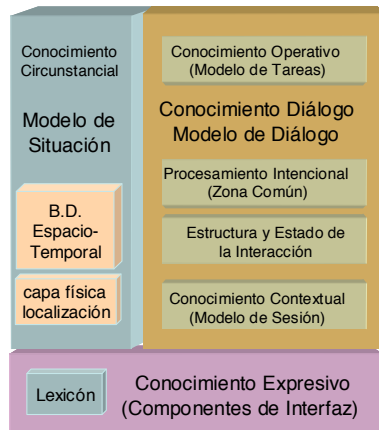 Conocimiento
Circunstancial
Modelo de
Situación
B.D.
Espacio-
Temporal
capa física
localización
Conocimiento Operativo
(Modelo de Tareas)
Conocimiento Diálogo
Modelo de Diálogo
Procesamiento Intencional
(Zona Común)
Estructura y Estado de
la Interacción
Conocimiento Contextual
(Modelo de Sesión)
Lexicón
Conocimiento Expresivo
(Componentes de Interfaz)